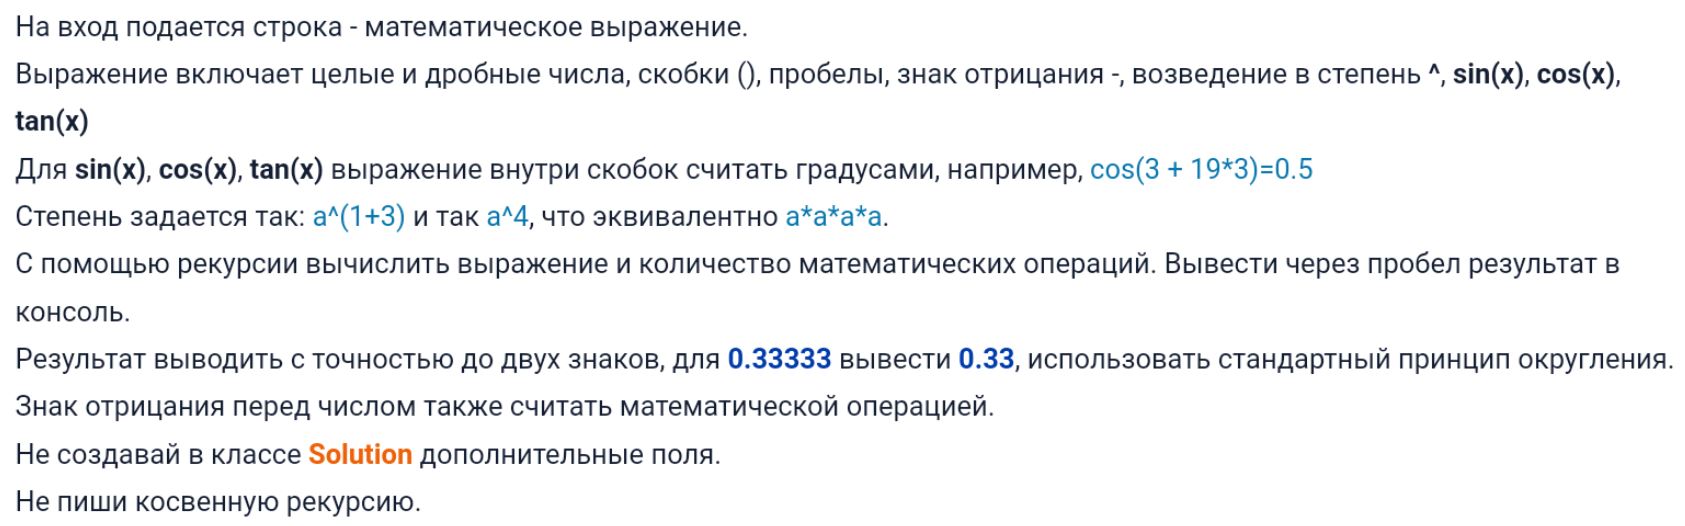 На вход подается строка - математическое выражение.
Выражение включает целые и дробные числа, скобки (), пробелы, знак отрицания -, возведение в степень ^, sin(x), cos(x),
tan(x)
Для sin(x), cos(x), tan(x) выражение внутри скобок считать градусами, например, cos(3 + 19*3)=0.5
Степень задается так: a^(1+3) и так a^4, что эквивалентно a*a*a*a.
С помощью рекурсии вычислить выражение и количество математических операций. Вывести через пробел результат в
консоль.
Результат выводить с точностью до двух знаков, для 0.33333 вывести 0.33, использовать стандартный принцип округления.
Знак отрицания перед числом также считать математической операцией.
Не создавай в классе Solution дополнительные поля.
Не пиши косвенную рекурсию.